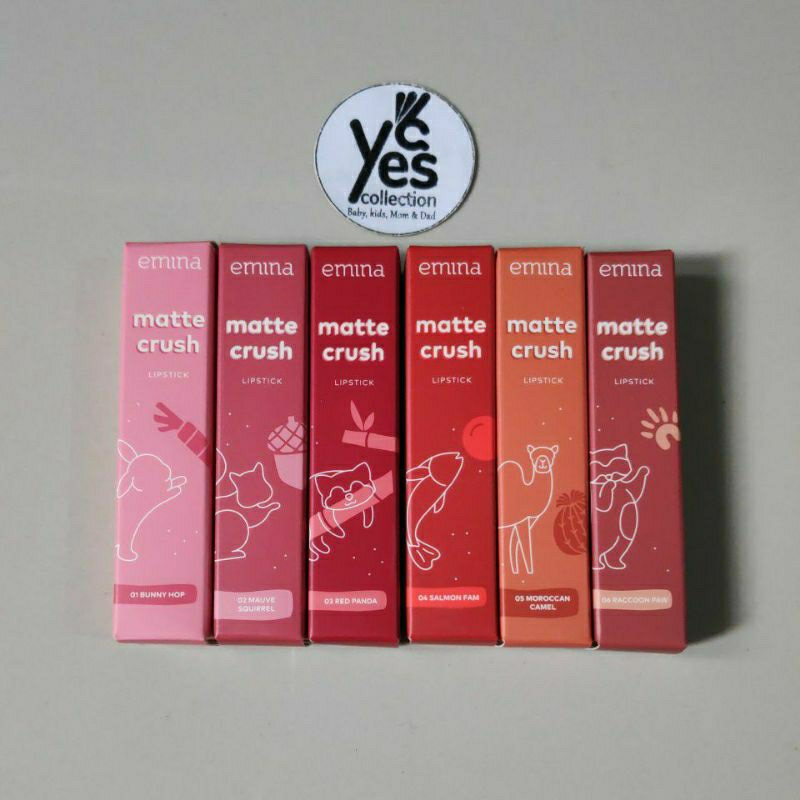 yes
collection
Baby, kids, Mom & Dad
emina
matte
crush
LIPSTICK
01 BUNNY HOP
emina
matte
crush
LIPSTICK
02 MAUVE
SQUIRREL
emina
matte
crush
LIPSTICK
03 RED PANDA
emina
matte
crush
LIPSTICK
04 SALMON FAM
emina
matte
crush
LIPSTICK
05 MOROCCAN
CAMEL
emina
matte
crush
LIPSTICK
06 RACCOON PAW